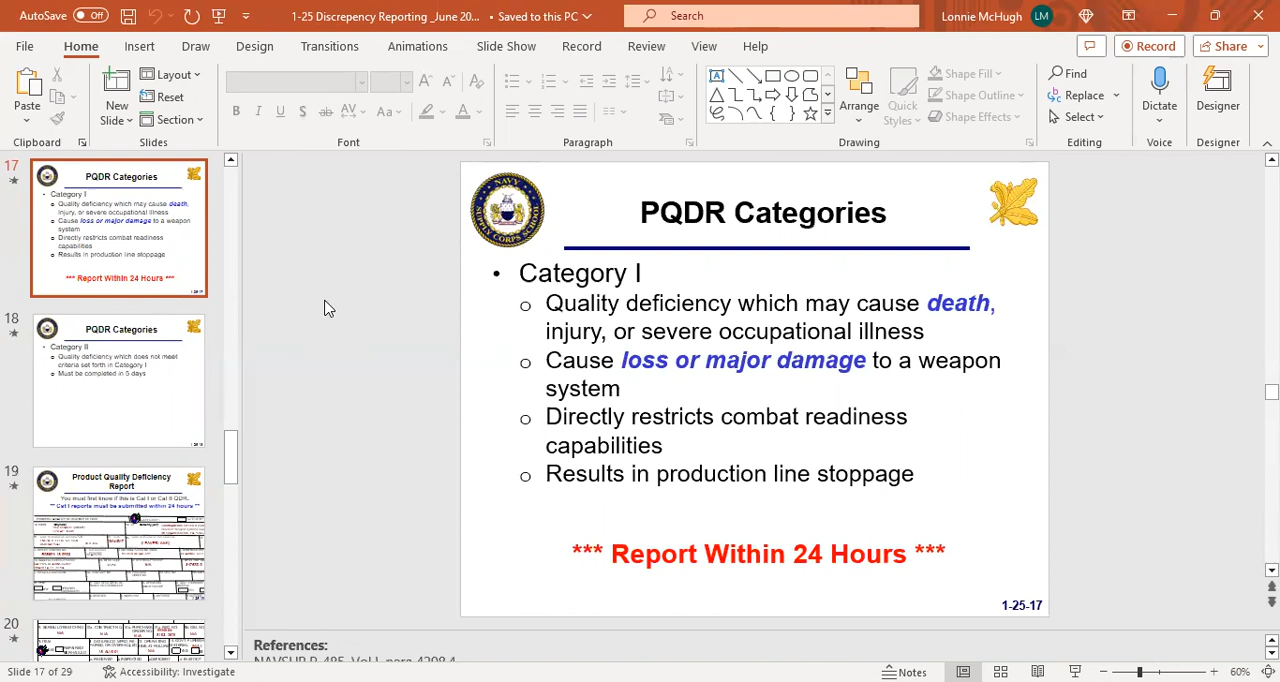 AutoSave Off 1-25 Discrepency Reporting _June 20... • Saved to this PC Search Lonnie McHugh LM
File Home Insert Draw Design Transitions Animations Slide Show Record Review View Help Record Share
Paste New Slide Layout Reset Section Arrange Quick Styles Shape Fill Shape Outline Shape Effects Find Replace Select Dictate Designer
Clipboard Slides Font Paragraph Drawing Editing Voice Designer
17
PQDR Categories
• Category I
Quality deficiency which may cause death,
injury, or severe occupational illness
Cause loss or major damage to a weapon
system
Directly restricts combat readiness
capabilities
Results in production line stoppage
*** Report Within 24 Hours ***
18
PQDR Categories
• Category II
Quality deficiency which does not meet
criteria set forth in Category I
Must be completed in 5 days
19
Product Quality Deficiency
Report
You must first know if this is Cat I or Cat II QDR.
** Cat I reports must be submitted within 24 hours **
20
PQDR Categories
• Category I
o Quality deficiency which may cause death,
injury, or severe occupational illness
o Cause loss or major damage to a weapon
system
o Directly restricts combat readiness
capabilities
o Results in production line stoppage
*** Report Within 24 Hours ***
1-25-17
References:
Slide 17 of 29 Accessibility: Investigate Notes 60%